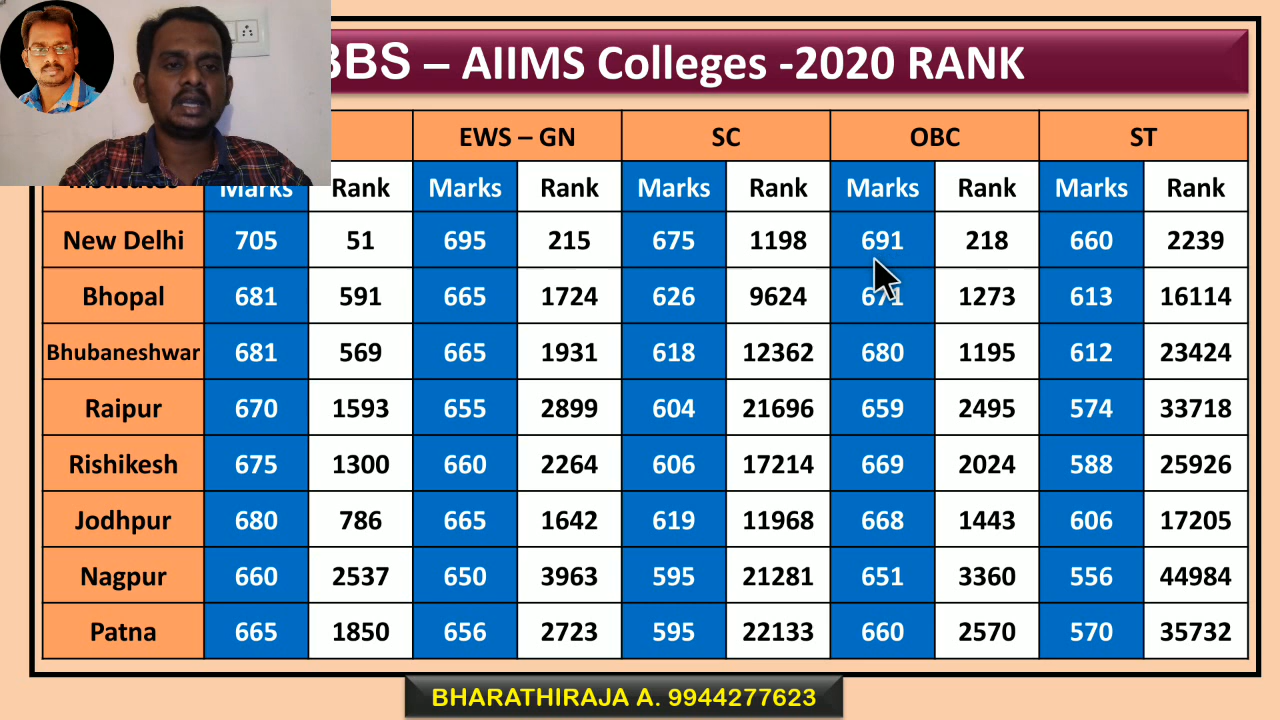 BBS – AIIMS Colleges -2020 RANK
EWS – GN SC OBC ST
Institutes Marks Rank Marks Rank Marks Rank Marks Rank Marks Rank
New Delhi 705 51 695 215 675 1198 691 218 660 2239
Bhopal 681 591 665 1724 626 9624 671 1273 613 16114
Bhubaneshwar 681 569 665 1931 618 12362 680 1195 612 23424
Raipur 670 1593 655 2899 604 21696 659 2495 574 33718
Rishikesh 675 1300 660 2264 606 17214 669 2024 588 25926
Jodhpur 680 786 665 1642 619 11968 668 1443 606 17205
Nagpur 660 2537 650 3963 595 21281 651 3360 556 44984
Patna 665 1850 656 2723 595 22133 660 2570 570 35732
BHARATHIRAJA A. 9944277623